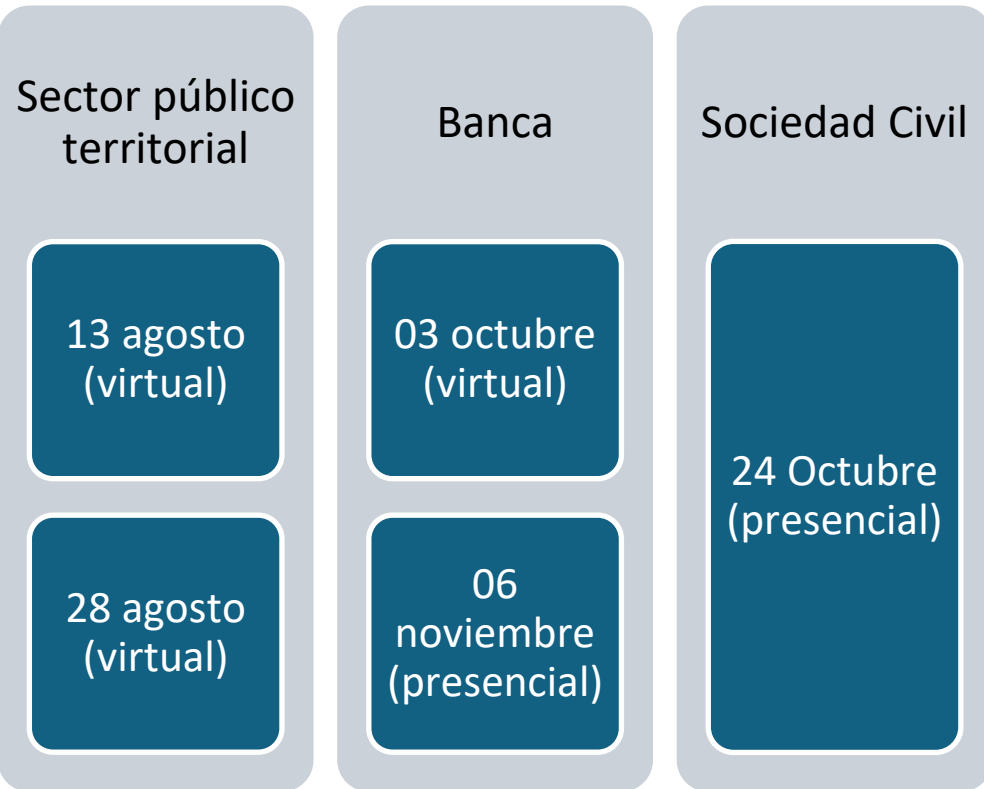 Sector público
territorial
13 agosto
(virtual)
28 agosto
(virtual)
Banca
03 octubre
(virtual)
06
noviembre
(presencial)
Sociedad Civil
24 Octubre
(presencial)